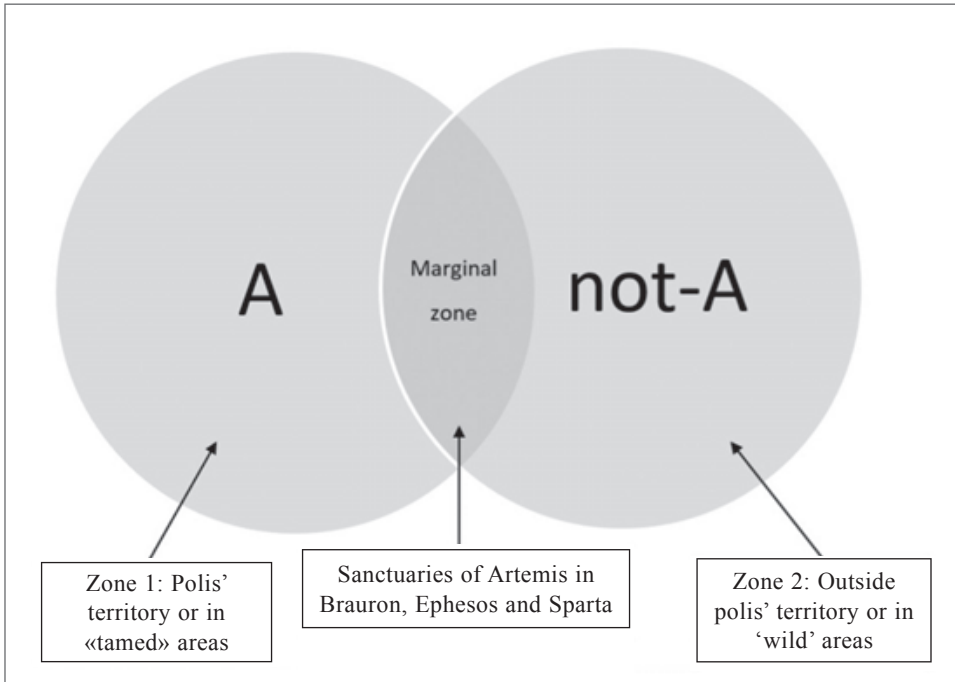 A
Marginal
zone
not-A
Zone 1: Polis’
territory or in
«tamed» areas
Sanctuaries of Artemis in
Brauron, Ephesos and Sparta
Zone 2: Outside
polis’ territory or in
‘wild’ areas